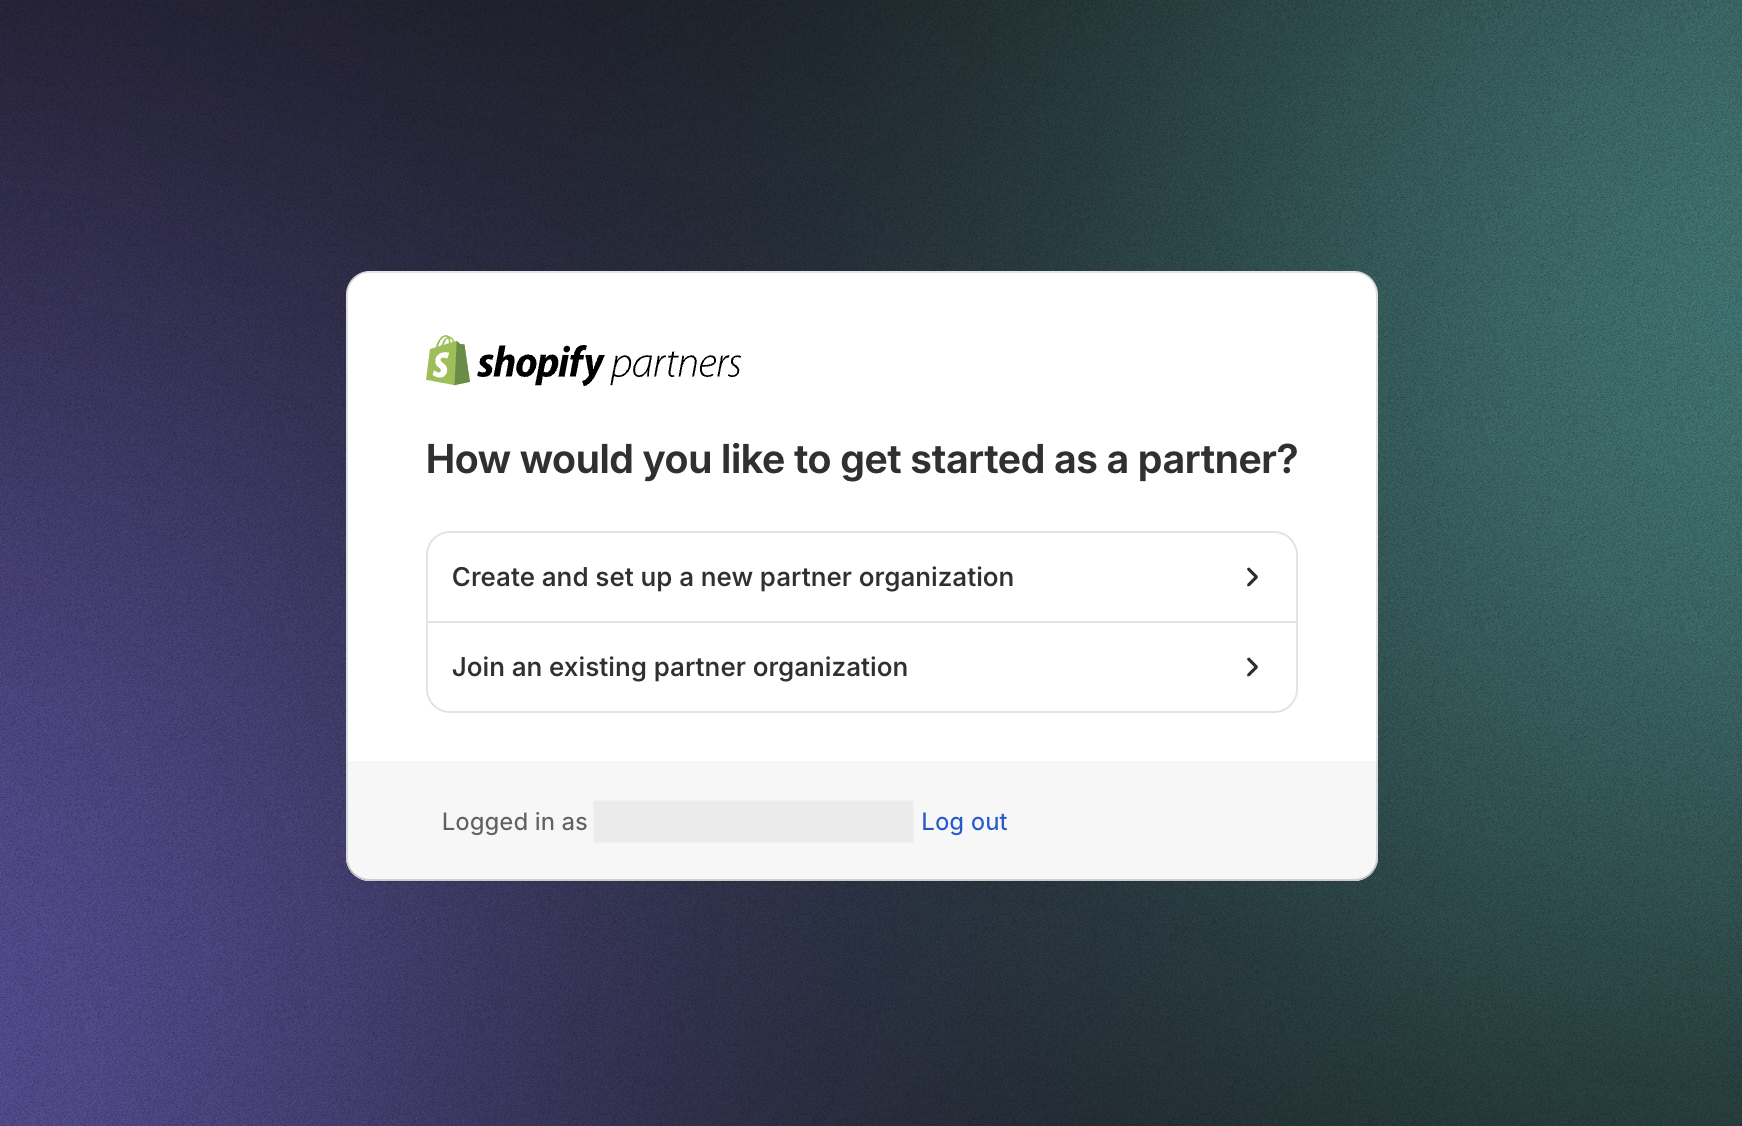 shopify partners
How would you like to get started as a partner?
Create and set up a new partner organization
Join an existing partner organization
Logged in as Log out